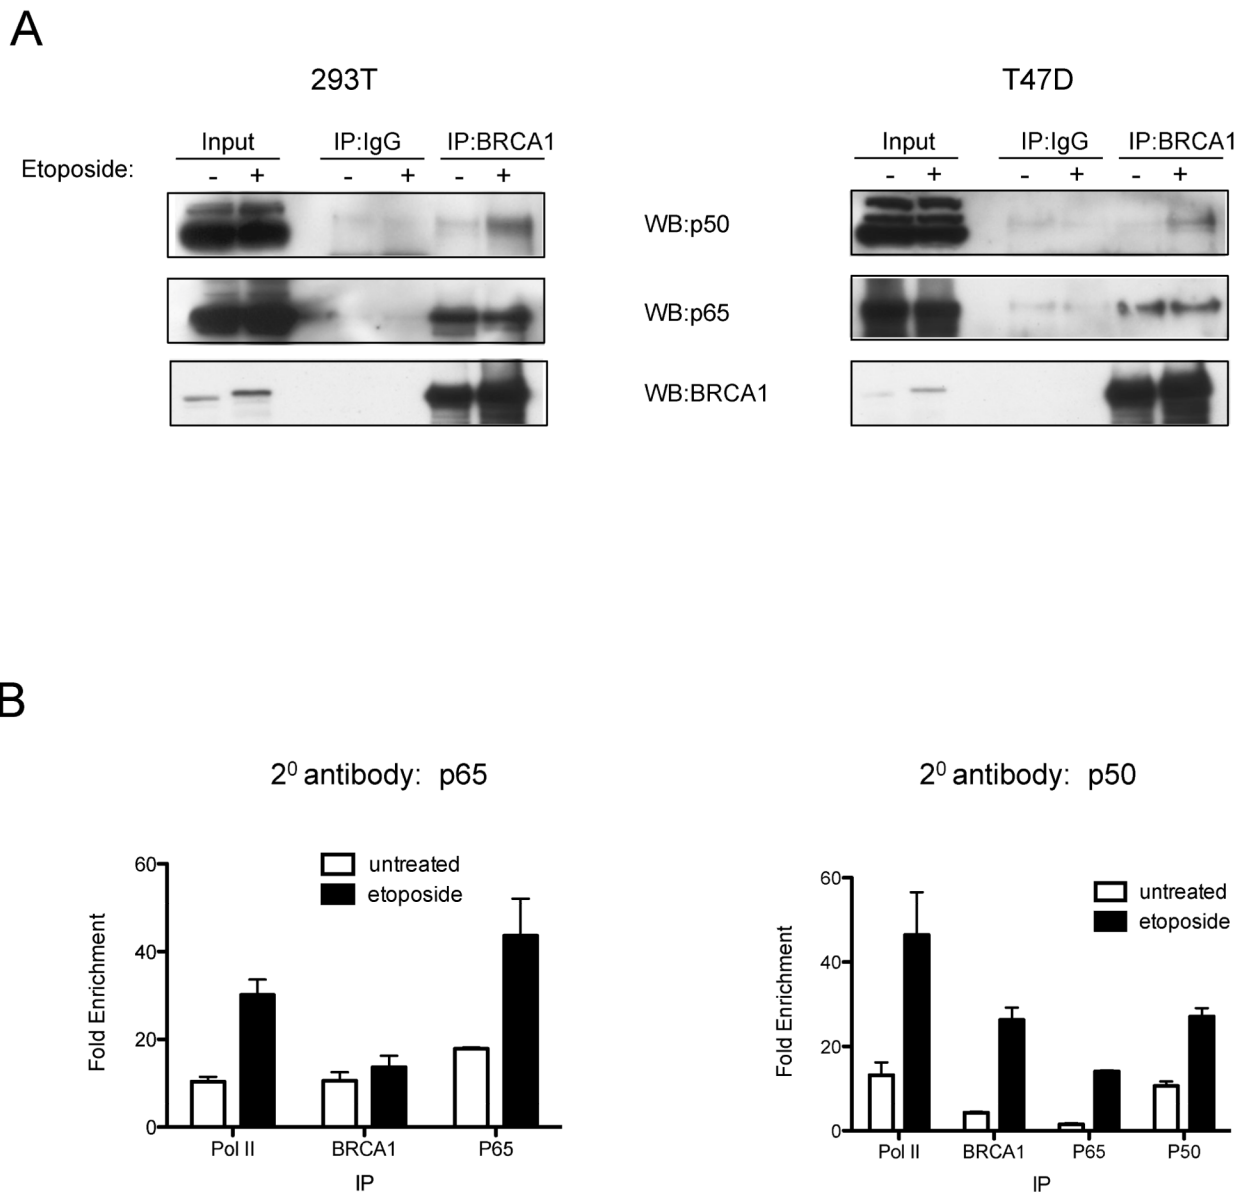 A
293T
T47D
Input IP:IgG IP:BRCA1
Input IP:IgG IP:BRCA1
Etoposide: - + - + - +
- + - + - +
WB:p50
WB:p65
WB:BRCA1
B
2⁰ antibody: p65
60
40
20
0
Fold Enrichment
untreated
etoposide
Pol II BRCA1 P65
IP
2⁰ antibody: p50
60
40
20
0
Fold Enrichment
untreated
etoposide
Pol II BRCA1 P65 P50
IP